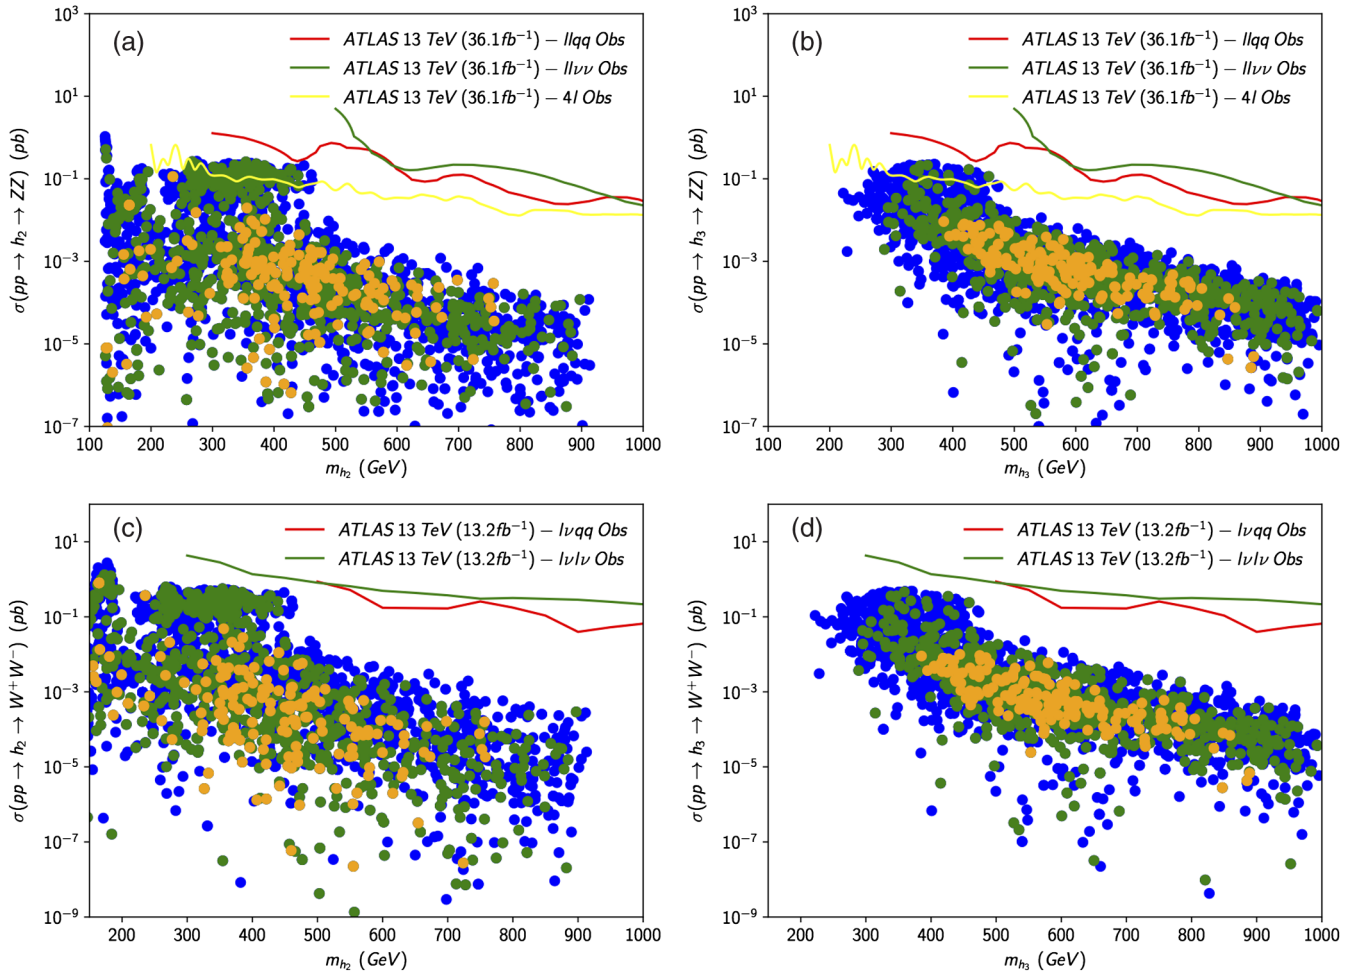 (a)
ATLAS 13 TeV (36.1fb⁻¹) – llqq Obs
ATLAS 13 TeV (36.1fb⁻¹) – llνν Obs
ATLAS 13 TeV (36.1fb⁻¹) – 4l Obs
10³
10¹
10⁻¹
10⁻³
10⁻⁵
10⁻⁷
σ(pp → h₂ → ZZ) (pb)
100 200 300 400 500 600 700 800 900 1000
m_{h₂} (GeV)
(b)
ATLAS 13 TeV (36.1fb⁻¹) – llqq Obs
ATLAS 13 TeV (36.1fb⁻¹) – llνν Obs
ATLAS 13 TeV (36.1fb⁻¹) – 4l Obs
10³
10¹
10⁻¹
10⁻³
10⁻⁵
10⁻⁷
σ(pp → h₃ → ZZ) (pb)
100 200 300 400 500 600 700 800 900 1000
m_{h₃} (GeV)
(c)
ATLAS 13 TeV (13.2fb⁻¹) – lνqq Obs
ATLAS 13 TeV (13.2fb⁻¹) – lνlν Obs
10¹
10⁻¹
10⁻³
10⁻⁵
10⁻⁷
10⁻⁹
σ(pp → h₂ → W⁺W⁻) (pb)
200 300 400 500 600 700 800 900 1000
m_{h₂} (GeV)
(d)
ATLAS 13 TeV (13.2fb⁻¹) – lνqq Obs
ATLAS 13 TeV (13.2fb⁻¹) – lνlν Obs
10¹
10⁻¹
10⁻³
10⁻⁵
10⁻⁷
10⁻⁹
σ(pp → h₃ → W⁺W⁻) (pb)
200 300 400 500 600 700 800 900 1000
m_{h₃} (GeV)